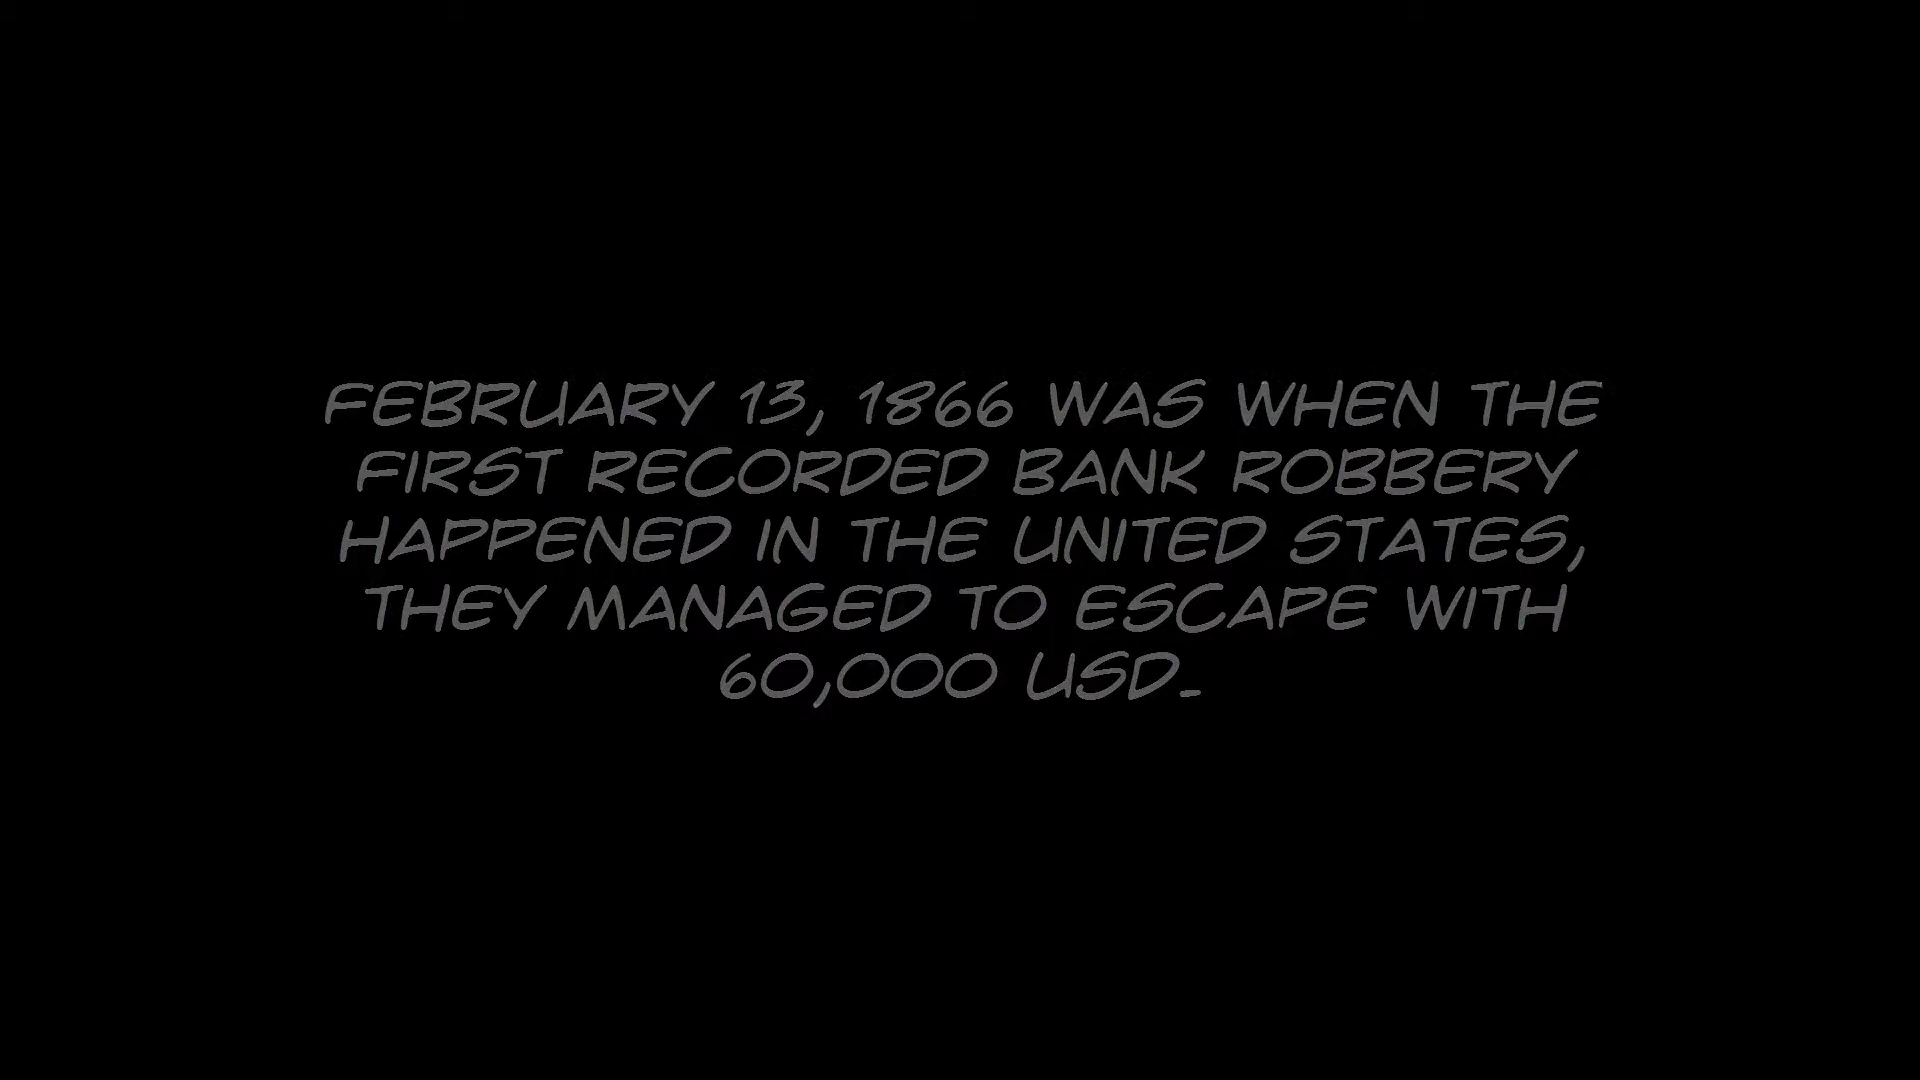 FEBRUARY 13, 1866 WAS WHEN THE
FIRST RECORDED BANK ROBBERY
HAPPENED IN THE UNITED STATES,
THEY MANAGED TO ESCAPE WITH
60,000 USD_